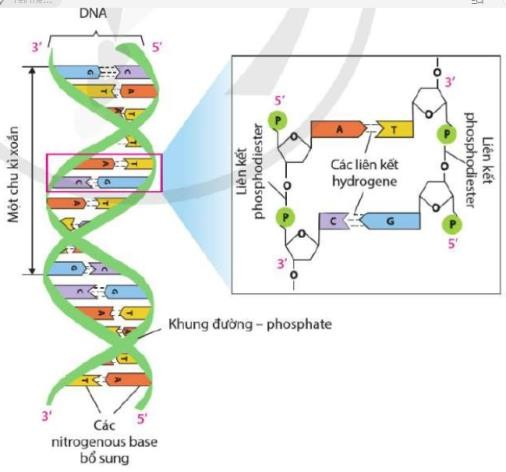 DNA
3'
5'
Một chu kì xoắn
G C
T A
T
A T
C G
A T
G C
C G
A T
T
T A
3'
5'
Các
nitrogenous base
bổ sung
Khung đường – phosphate
5'
P
O
A
T
O
P
O
3'
Liên kết
phosphodiester
Các liên kết
hydrogene
Liên kết
phosphodiester
O
O
P
O
C
G
O
P
3'
O
5'